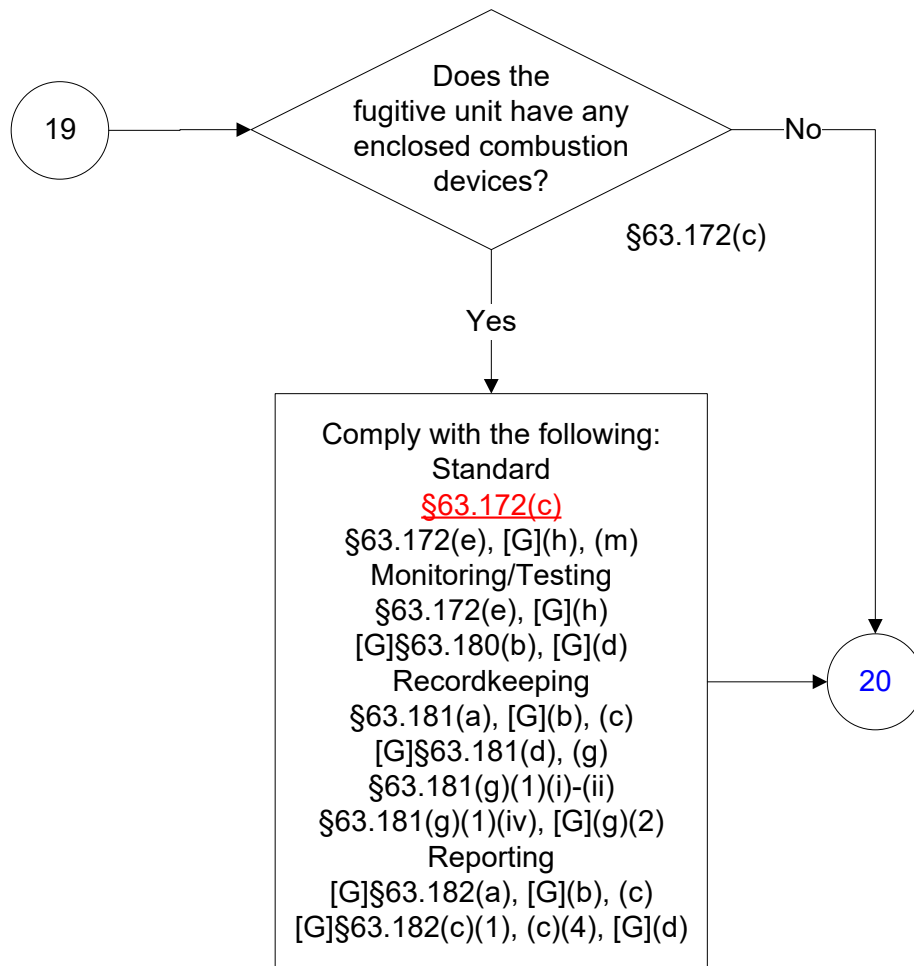 Does the
fugitive unit have any
enclosed combustion
devices?
19
No
§63.172(c)
Yes
Comply with the following:
Standard
§63.172(c)
§63.172(e), [G](h), (m)
Monitoring/Testing
§63.172(e), [G](h)
[G]§63.180(b), [G](d)
Recordkeeping
§63.181(a), [G](b), (c)
[G]§63.181(d), (g)
§63.181(g)(1)(i)-(ii)
§63.181(g)(1)(iv), [G](g)(2)
Reporting
[G]§63.182(a), [G](b), (c)
[G]§63.182(c)(1), (c)(4), [G](d)
20